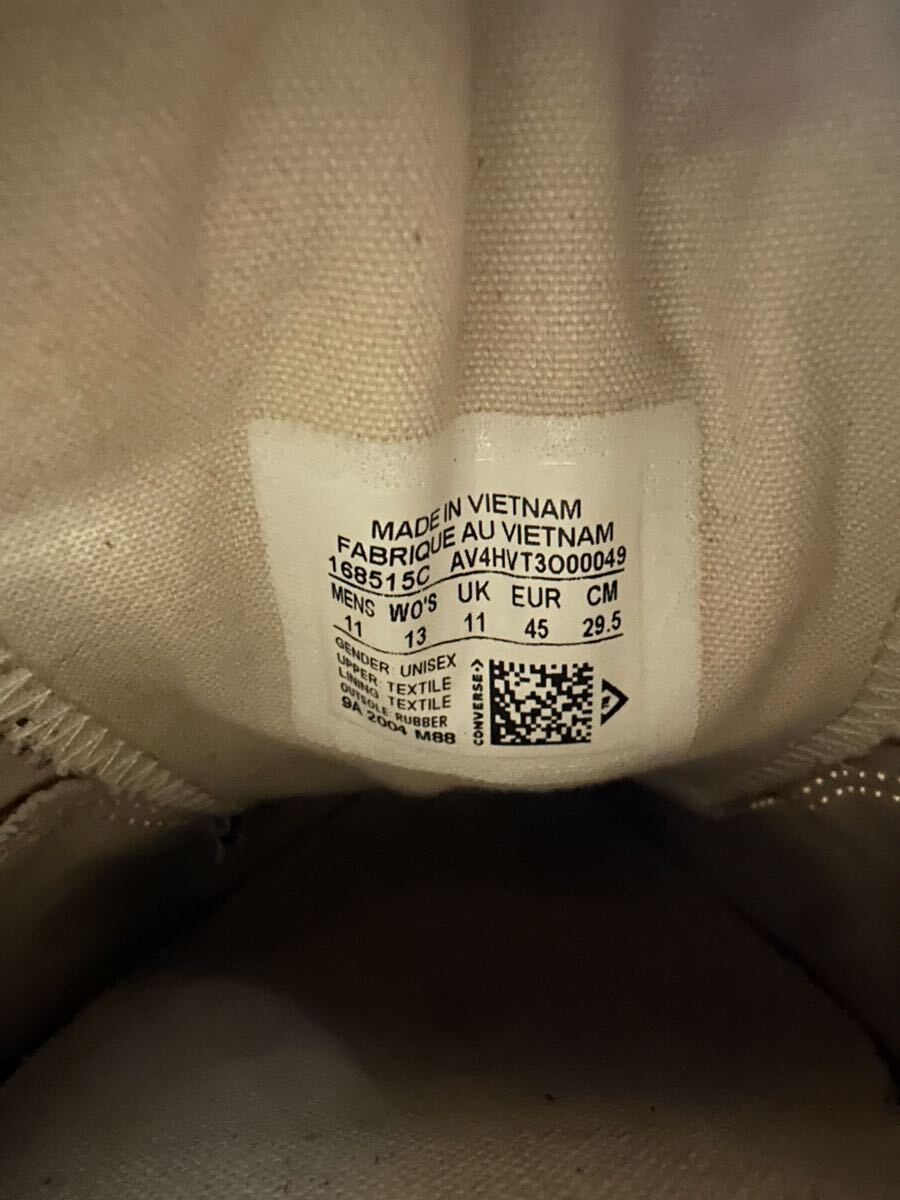 MADE IN VIETNAM
FABRIQUE AU VIETNAM
168515C AV4HVT3O00049
MENS WO'S UK EUR CM
11 13 11 45 29.5
GENDER: UNISEX
UPPER: TEXTILE
LINING: TEXTILE
OUTSOLE: RUBBER
9A 2004 M88
CONVERSE